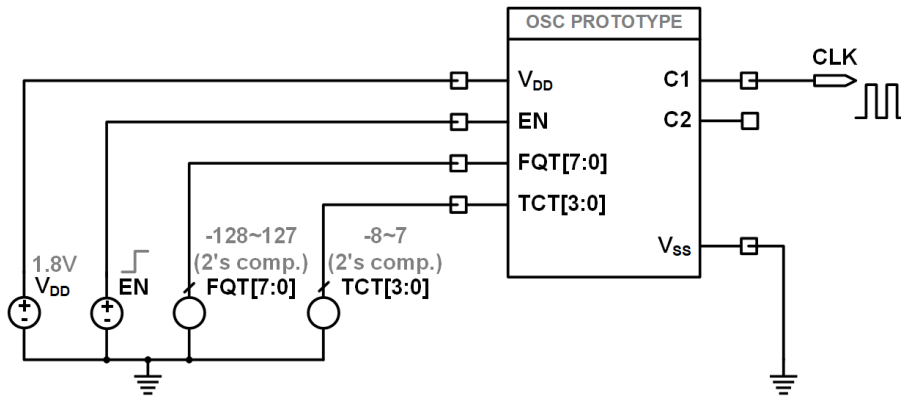 OSC PROTOTYPE
CLK
VDD
C1
EN
C2
FQT[7:0]
TCT[3:0]
VSS
-128~127
(2's comp.)
FQT[7:0]
-8~7
(2's comp.)
TCT[3:0]
1.8V
VDD
EN
+
-
+
-